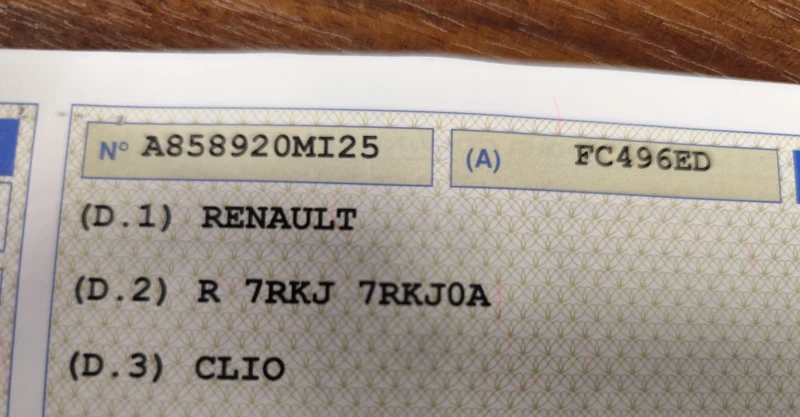 N° A858920MI25 (A) FC496ED
(D.1) RENAULT
(D.2) R 7RKJ 7RKJ0A
(D.3) CLIO